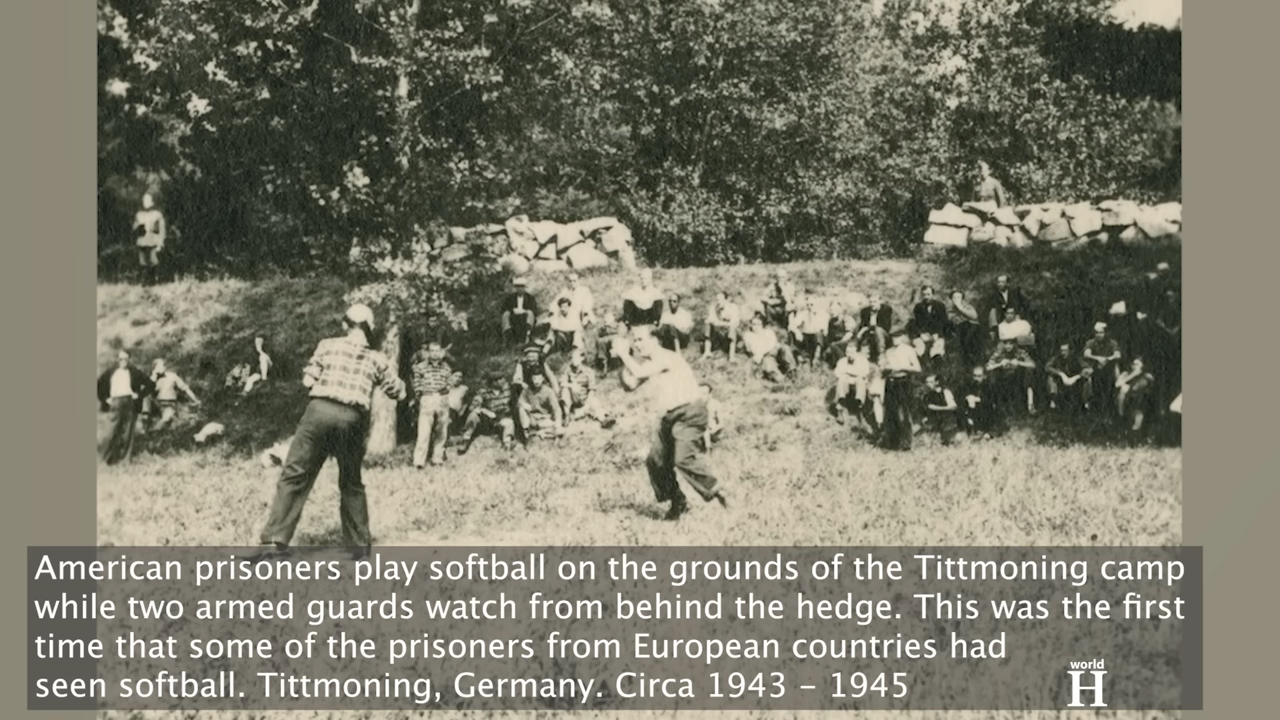 American prisoners play softball on the grounds of the Tittmoning camp
while two armed guards watch from behind the hedge. This was the first
time that some of the prisoners from European countries had
seen softball. Tittmoning, Germany. Circa 1943 – 1945
world
H